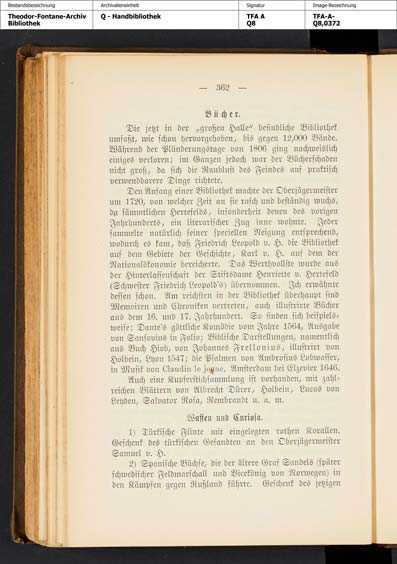 Bestandsbezeichnung
Archivalieneinheit
Signatur
Image-Bezeichnung
Theodor-Fontane-Archiv
Bibliothek
Q - Handbibliothek
TFA A
Q8
TFA-A-
Q8,0372
— 362 —
Bücher.
Die jetzt in der „großen Halle“ befindliche Bibliothek
umfaßt, wie schon hervorgehoben, bis gegen 12,000 Bände.
Während der Plünderungstage von 1806 ging nachweislich
einiges verloren; im Ganzen jedoch war der Bücherschaden
nicht groß, da sich die Raublust des Feindes auf praktisch
verwendbarere Dinge richtete.
Den Anfang einer Bibliothek machte der Oberjägermeister
um 1720, von welcher Zeit an sie rasch und beständig wuchs,
da sämmtlichen Hertefelds, insonderheit denen des vorigen
Jahrhunderts, ein literarischer Zug inne wohnte. Jeder
sammelte natürlich seiner speciellen Neigung entsprechend,
wodurch es kam, daß Friedrich Leopold v. H. die Bibliothek
auf dem Gebiete der Geschichte, Karl v. H. auf dem der
Nationalökonomie bereicherte. Das Werthvollste wurde aus
der Hinterlassenschaft der Stiftsdame Henriette v. Hertefeld
(Schwester Friedrich Leopold's) übernommen. Ich erwähnte
dessen schon. Am reichsten in der Bibliothek überhaupt sind
Memoiren und Chroniken vertreten, auch illustrirte Bücher
aus dem 16. und 17. Jahrhundert. So finden sich beispiels-
weise: Dante's göttliche Komödie vom Jahre 1564, Ausgabe
von Sansovins in Folio; Biblische Darstellungen, namentlich
aus Buch Hiob, von Johannes Frellonius, illustrirt von
Holbein, Lyon 1547; die Psalmen von Ambrosius Lobwasser,
in Musik von Claudin le jeune, Amsterdam bei Elzevier 1646.
Auch eine Kupferstichsammlung ist vorhanden, mit zahl-
reichen Blättern von Albrecht Dürer, Holbein, Lucas von
Leyden, Salvator Rosa, Rembrandt u. a. m.
Waffen und Curiosa.
1) Türkische Flinte mit eingelegten rothen Korallen.
Geschenk des türkischen Gesandten an den Oberjägermeister
Samuel v. H.
2) Spanische Büchse, die der ältere Graf Sandels (später
schwedischer Feldmarschall und Vicekönig von Norwegen) in
den Kämpfen gegen Rußland führte. Geschenk des jetzigen